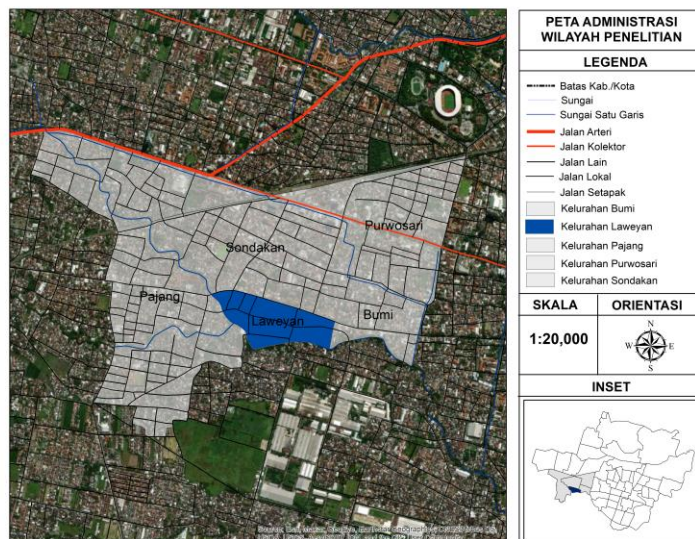 PETA ADMINISTRASI
WILAYAH PENELITIAN
LEGENDA
Batas Kab./Kota
Sungai
Sungai Satu Garis
Jalan Arteri
Jalan Kolektor
Jalan Lain
Jalan Lokal
Jalan Setapak
Kelurahan Bumi
Kelurahan Laweyan
Kelurahan Pajang
Kelurahan Purwosari
Kelurahan Sondakan
SKALA
ORIENTASI
1:20,000
N
W
E
S
INSET
Purwosari
Sondakan
Pajang
Bumi
Laweyan